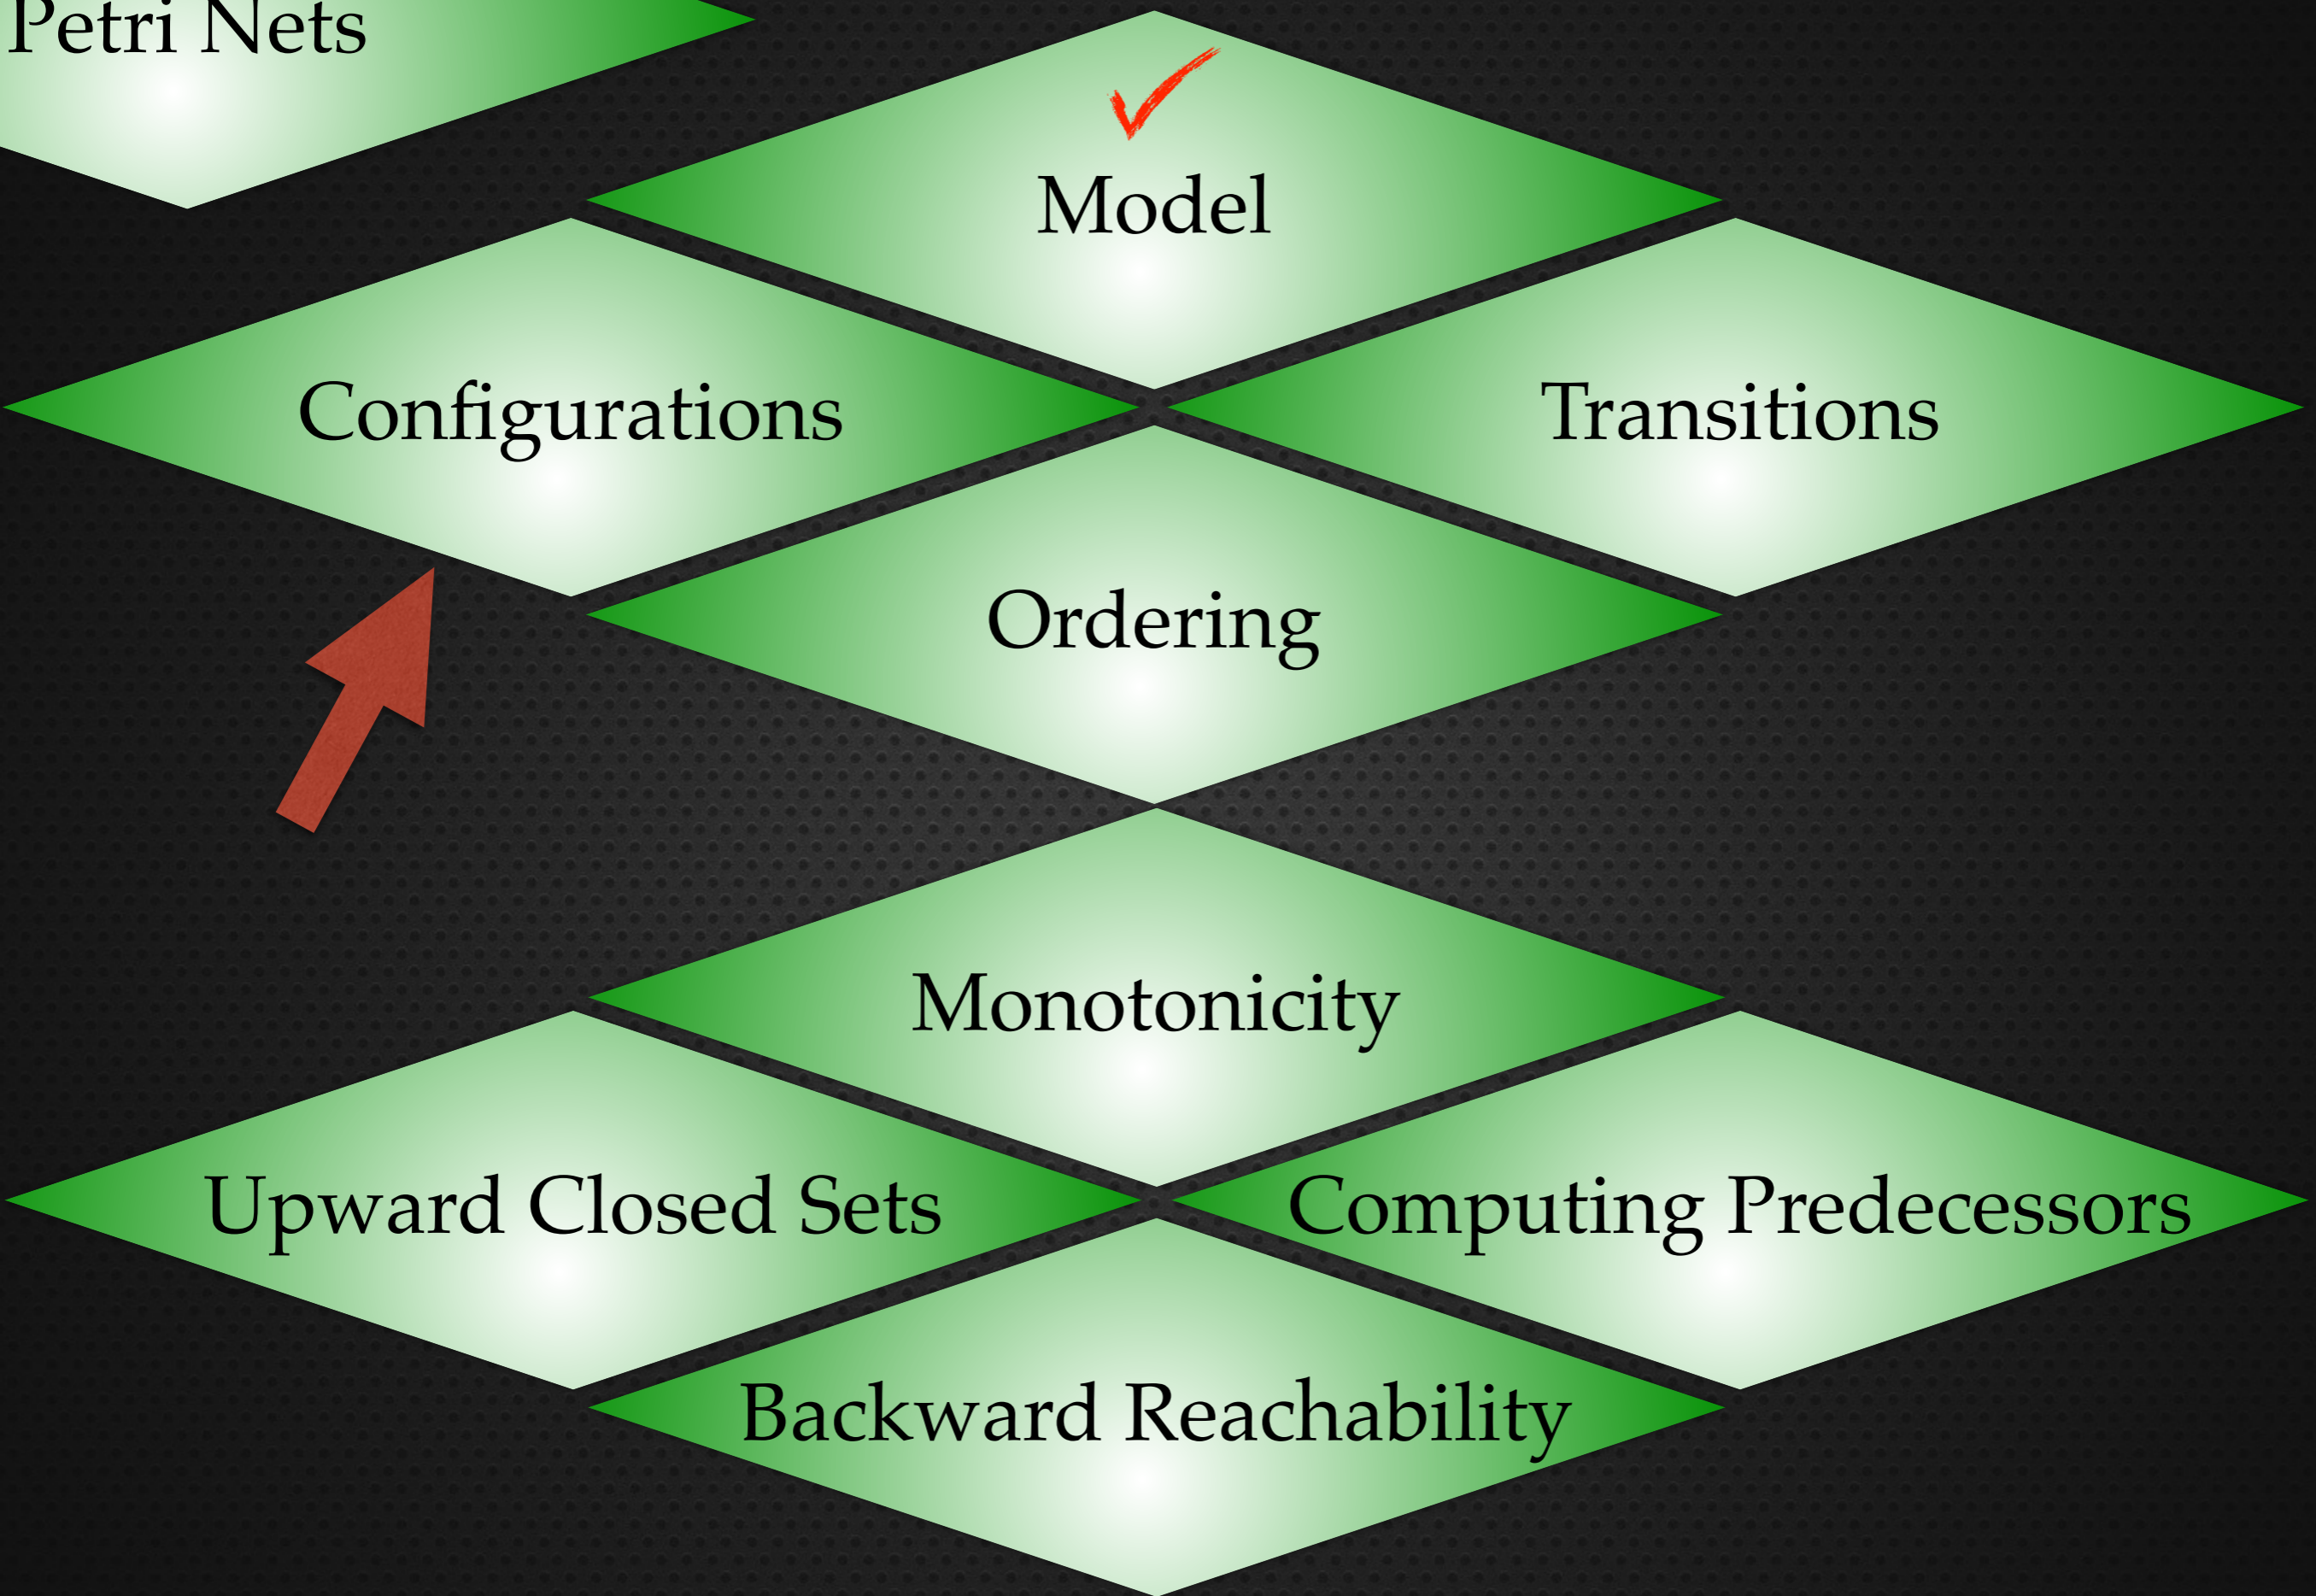 Petri Nets
Model
Configurations
Transitions
Ordering
Monotonicity
Upward Closed Sets
Computing Predecessors
Backward Reachability